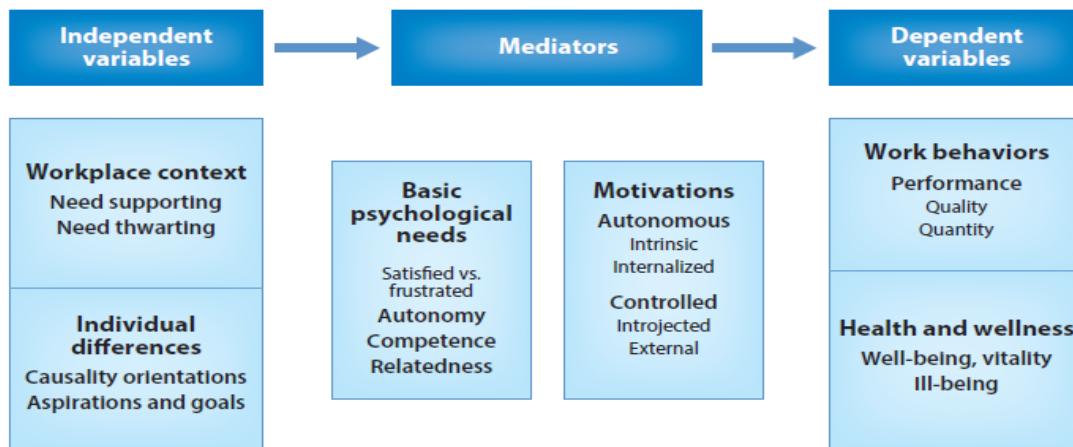 Independent
variables
Mediators
Dependent
variables
Workplace context
Need supporting
Need thwarting
Individual
differences
Causality orientations
Aspirations and goals
Basic
psychological
needs
Satisfied vs.
frustrated
Autonomy
Competence
Relatedness
Motivations
Autonomous
Intrinsic
Internalized
Controlled
Introjected
External
Work behaviors
Performance
Quality
Quantity
Health and wellness
Well-being, vitality
Ill-being